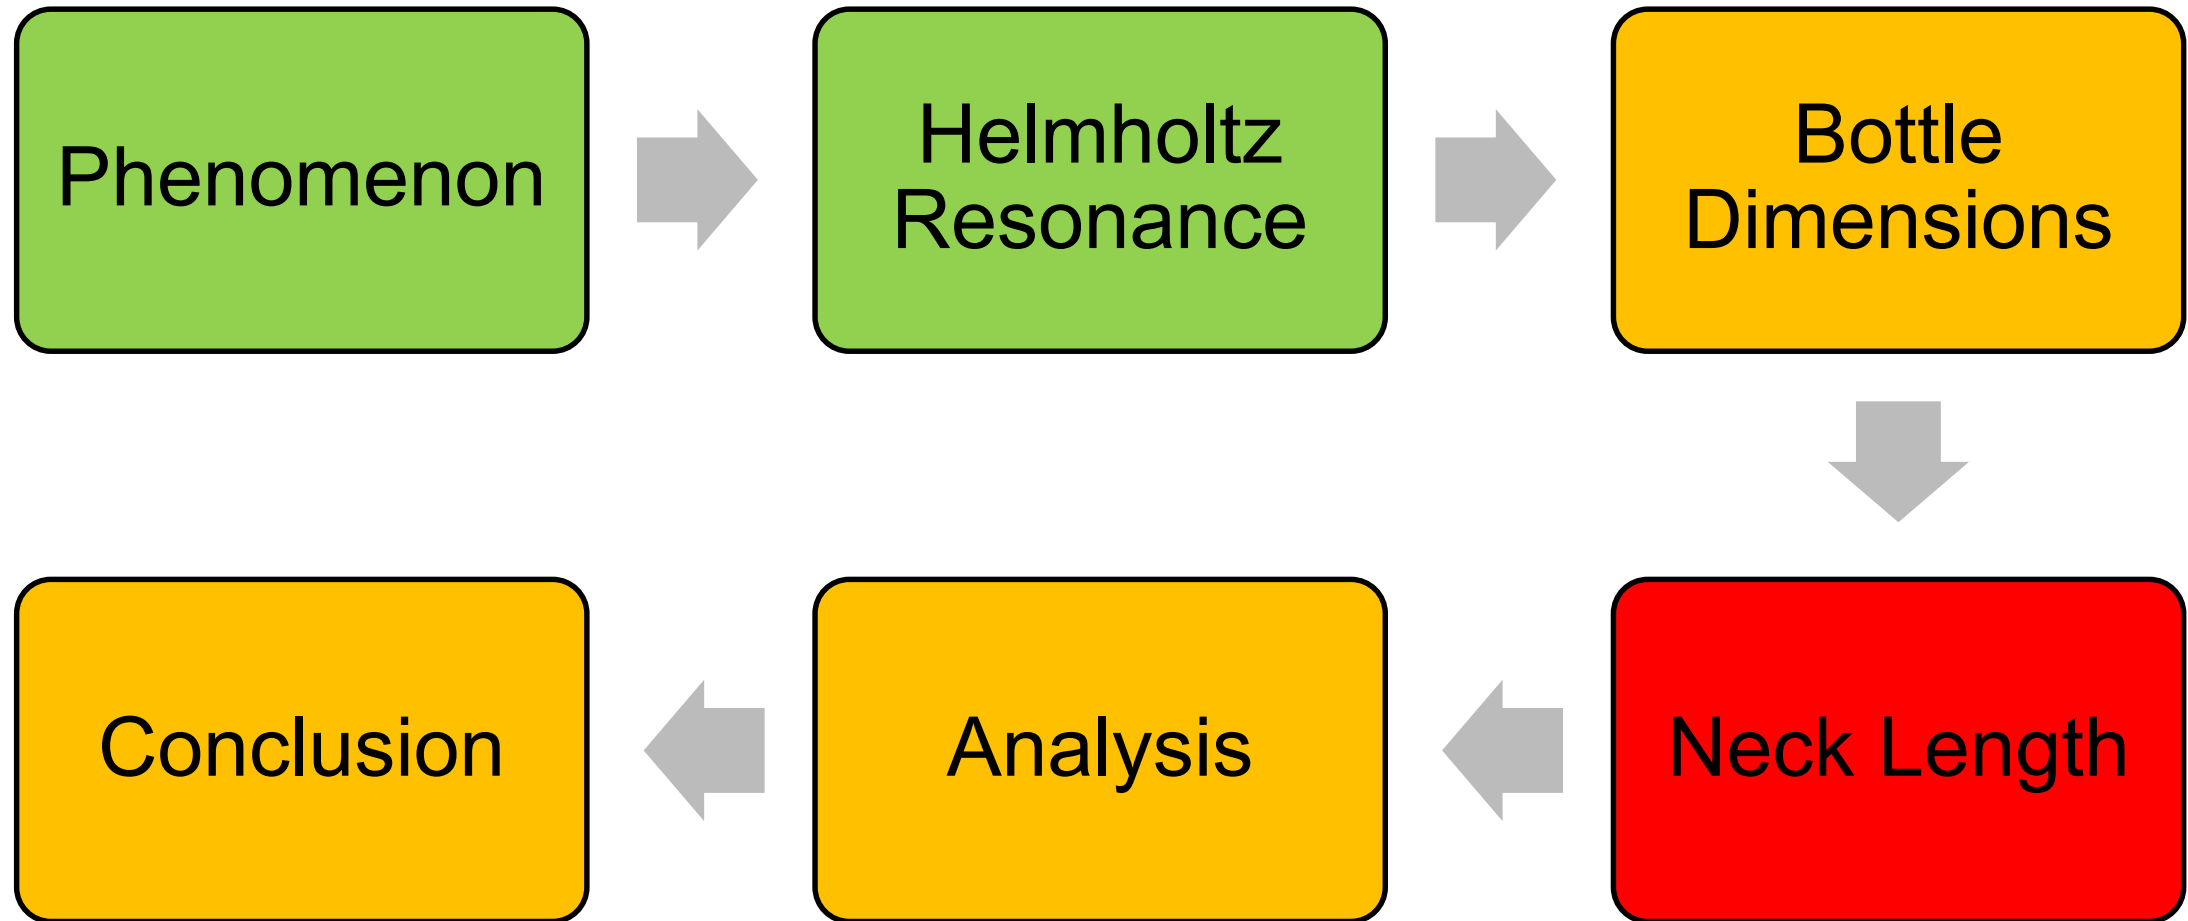 Phenomenon
Helmholtz
Resonance
Bottle
Dimensions
Neck Length
Analysis
Conclusion